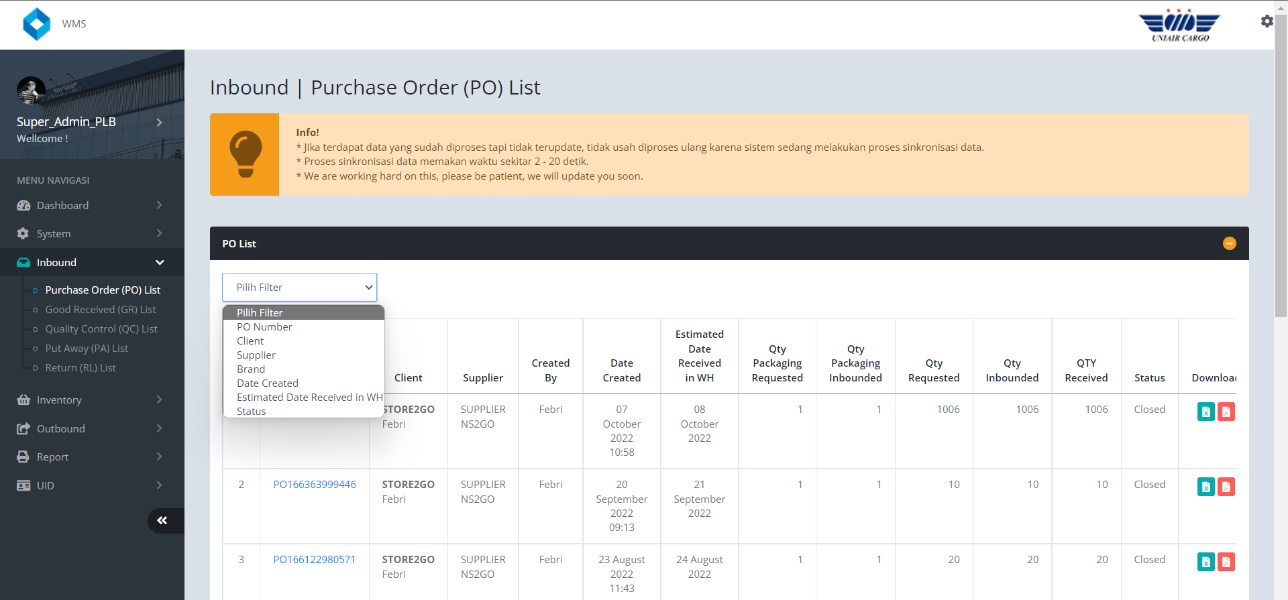 WMS
UNIAIR CARGO
Super_Admin_PLB
Wellcome !
MENU NAVIGASI
Dashboard
System
Inbound
Purchase Order (PO) List
Good Received (GR) List
Quality Control (QC) List
Put Away (PA) List
Return (RL) List
Inventory
Outbound
Report
UID
Inbound | Purchase Order (PO) List
Info!
* Jika terdapat data yang sudah diproses tapi tidak terupdate, tidak usah diproses ulang karena sistem sedang melakukan proses sinkronisasi data.
* Proses sinkronisasi data memakan waktu sekitar 2 - 20 detik.
* We are working hard on this, please be patient, we will update you soon.
PO List
Pilih Filter
Pilih Filter
PO Number
Client
Supplier
Brand
Date Created
Estimated Date Received in WH
Status
Client
Supplier
Created
By
Date
Created
Estimated
Date
Received
in WH
Qty
Packaging
Requested
Qty
Packaging
Inbounded
Qty
Requested
Qty
Inbounded
QTY
Received
Status
Downloa
STORE2GO
Febri
SUPPLIER
NS2GO
Febri
07
October
2022
10:58
08
October
2022
1
1
1006
1006
1006
Closed
2
PO166363999446
STORE2GO
Febri
SUPPLIER
NS2GO
Febri
20
September
2022
09:13
21
September
2022
1
1
10
10
10
Closed
3
PO166122980571
STORE2GO
Febri
SUPPLIER
NS2GO
Febri
23 August
2022
11:43
24 August
2022
1
1
20
20
20
Closed